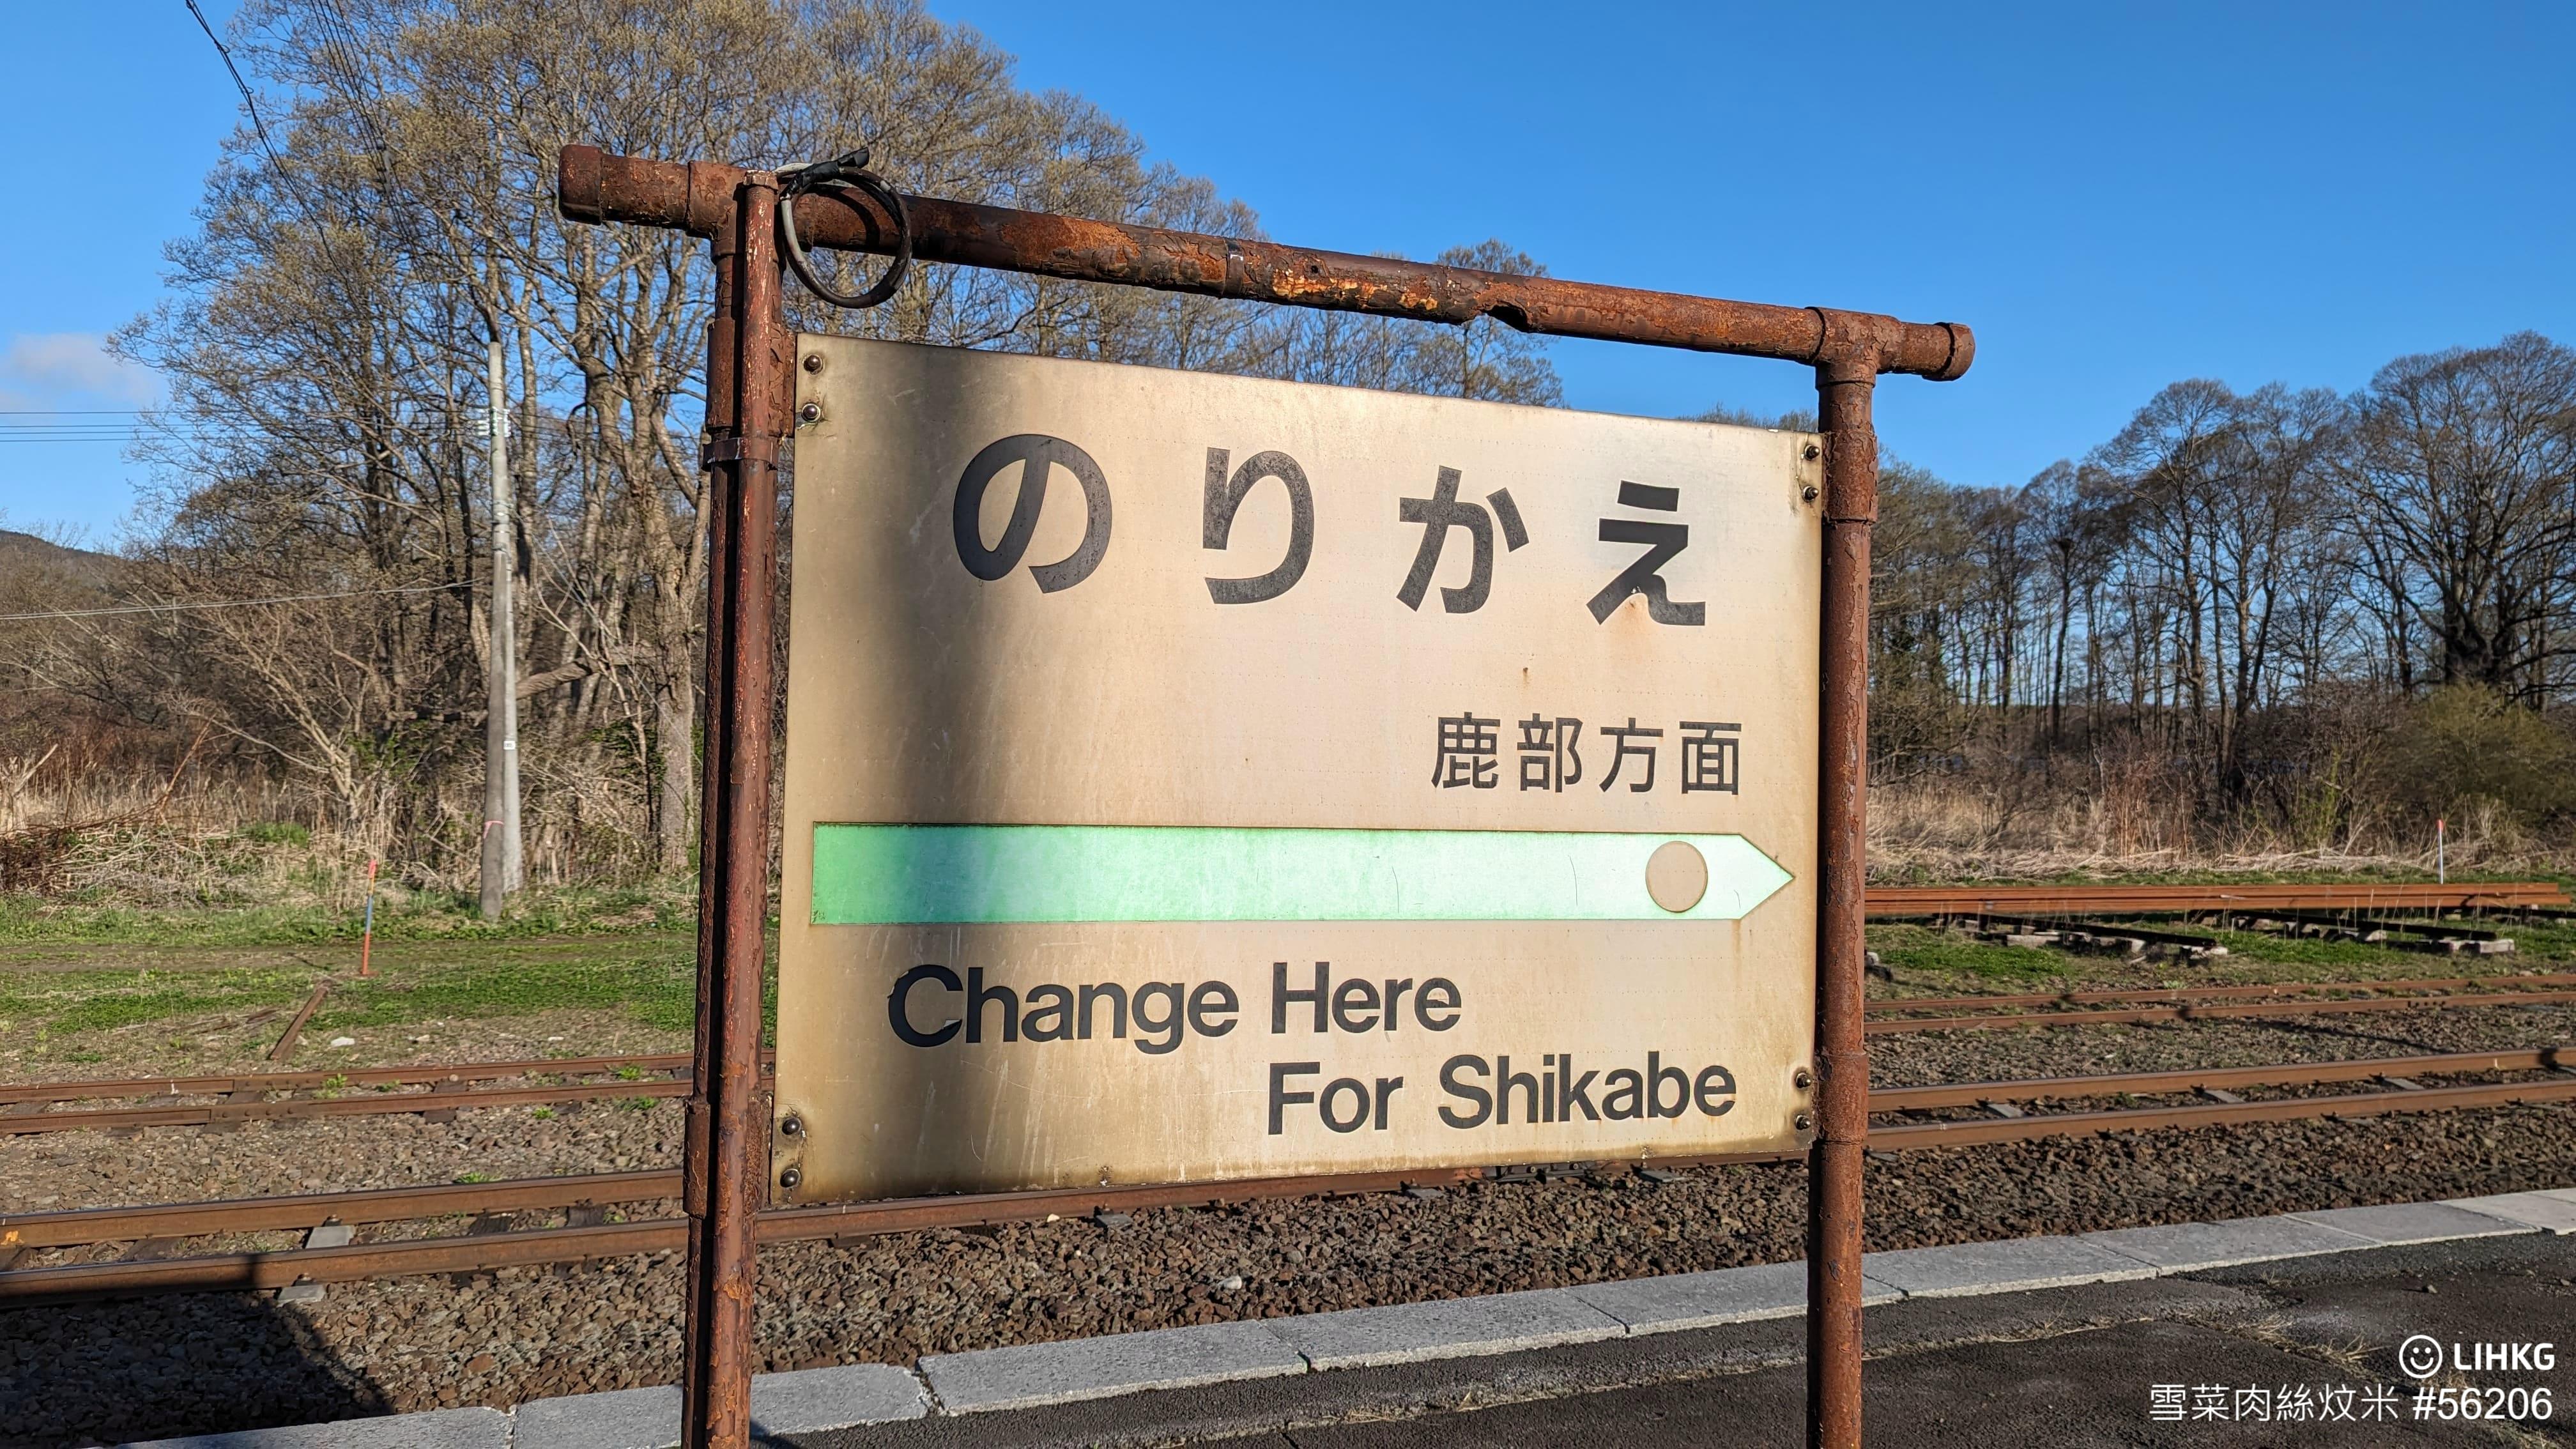 のりかえ
鹿部方面
Change Here
For Shikabe
LIHKG
雪菜肉絲炆米 #56206